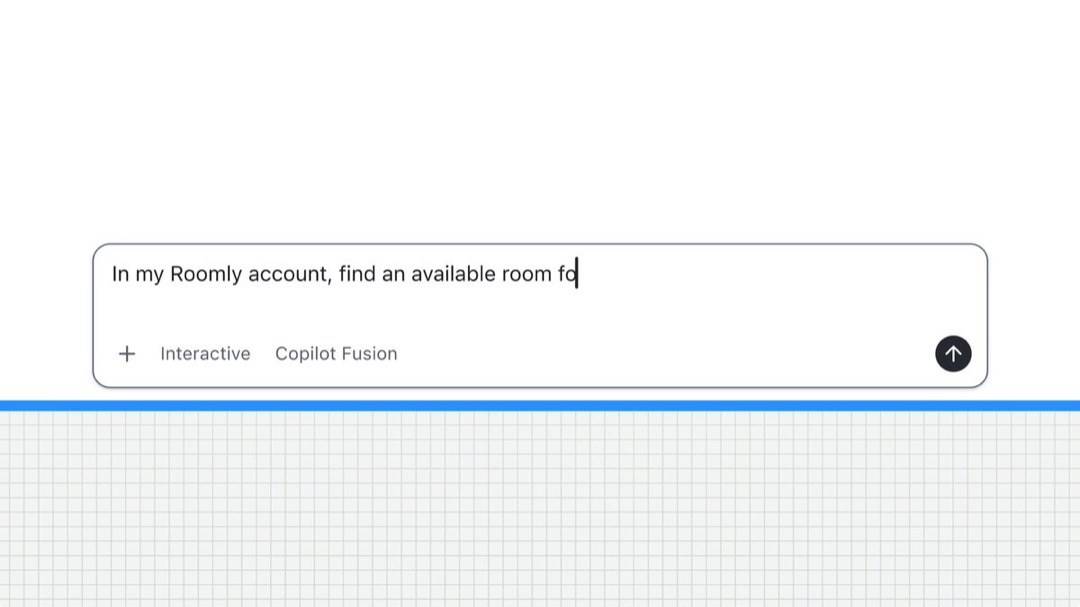 In my Roomly account, find an available room fo
Interactive Copilot Fusion